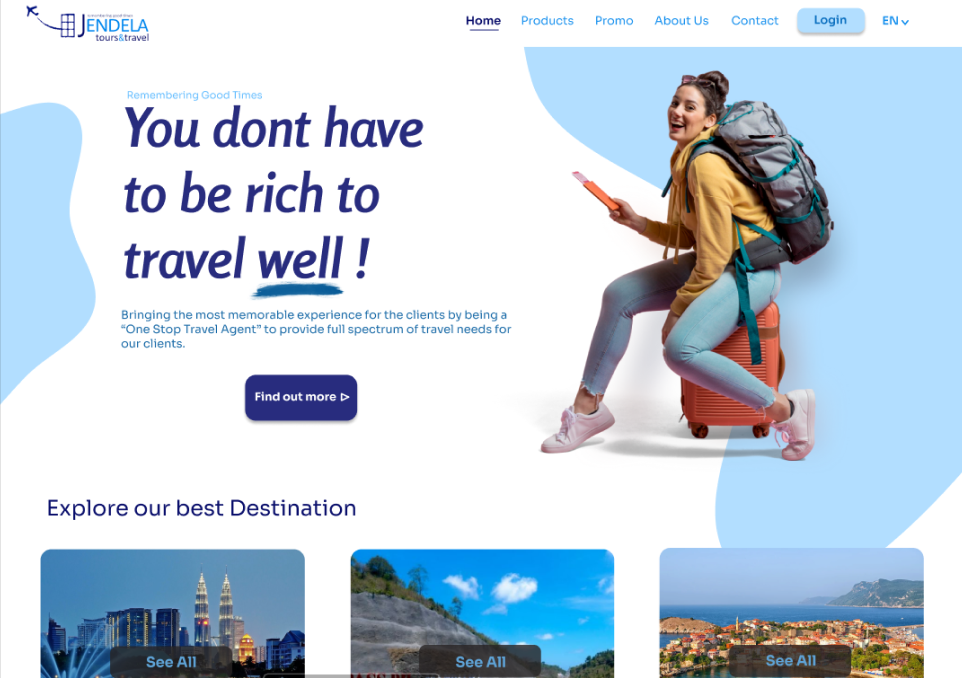 JENDELA
tours&travel
Home
Products
Promo
About Us
Contact
Login
EN
Remembering Good Times
You dont have
to be rich to
travel well !
Bringing the most memorable experience for the clients by being a
“One Stop Travel Agent” to provide full spectrum of travel needs for
our clients.
Find out more
Explore our best Destination
See All
See All
See All